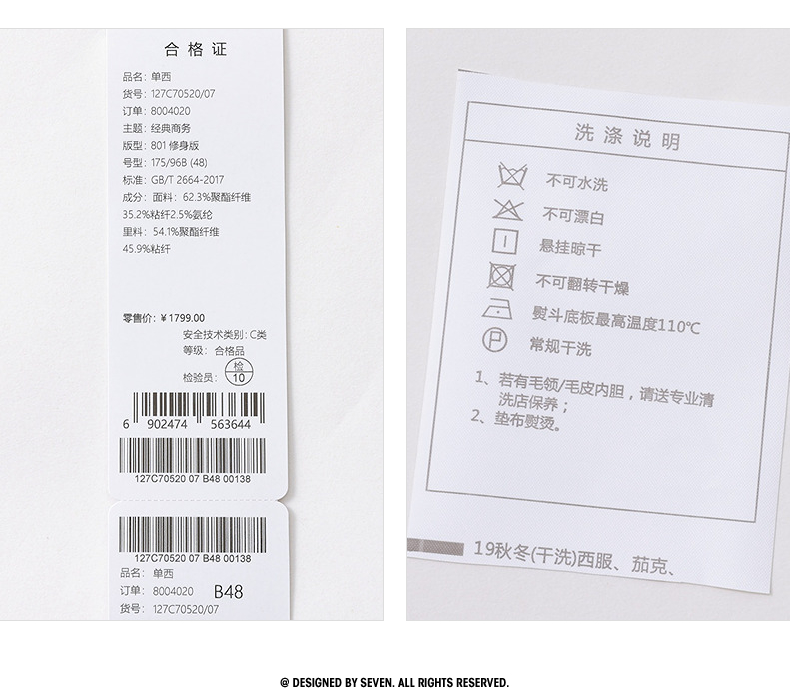 合格证
品名：单西
货号：127C70520/07
订单：8004020
主题：经典商务
版型：801 修身版
号型：175/96B (48)
标准：GB/T 2664-2017
成分：面料：62.3%聚酯纤维
35.2%粘纤2.5%氨纶
里料：54.1%聚酯纤维
45.9%粘纤
零售价：¥1799.00
安全技术类别：C类
等级：合格品
检验员：检
10
6 902474 563644
127C70520 07 B48 00138
127C70520 07 B48 00138
品名：单西
订单：8004020 B48
货号：127C70520/07
洗涤说明
不可水洗
不可漂白
悬挂晾干
不可翻转干燥
熨斗底板最高温度110℃
P 常规干洗
1、若有毛领/毛皮内胆，请送专业清
洗店保养；
2、垫布熨烫。
19秋冬(干洗)西服、茄克、
@ DESIGNED BY SEVEN. ALL RIGHTS RESERVED.